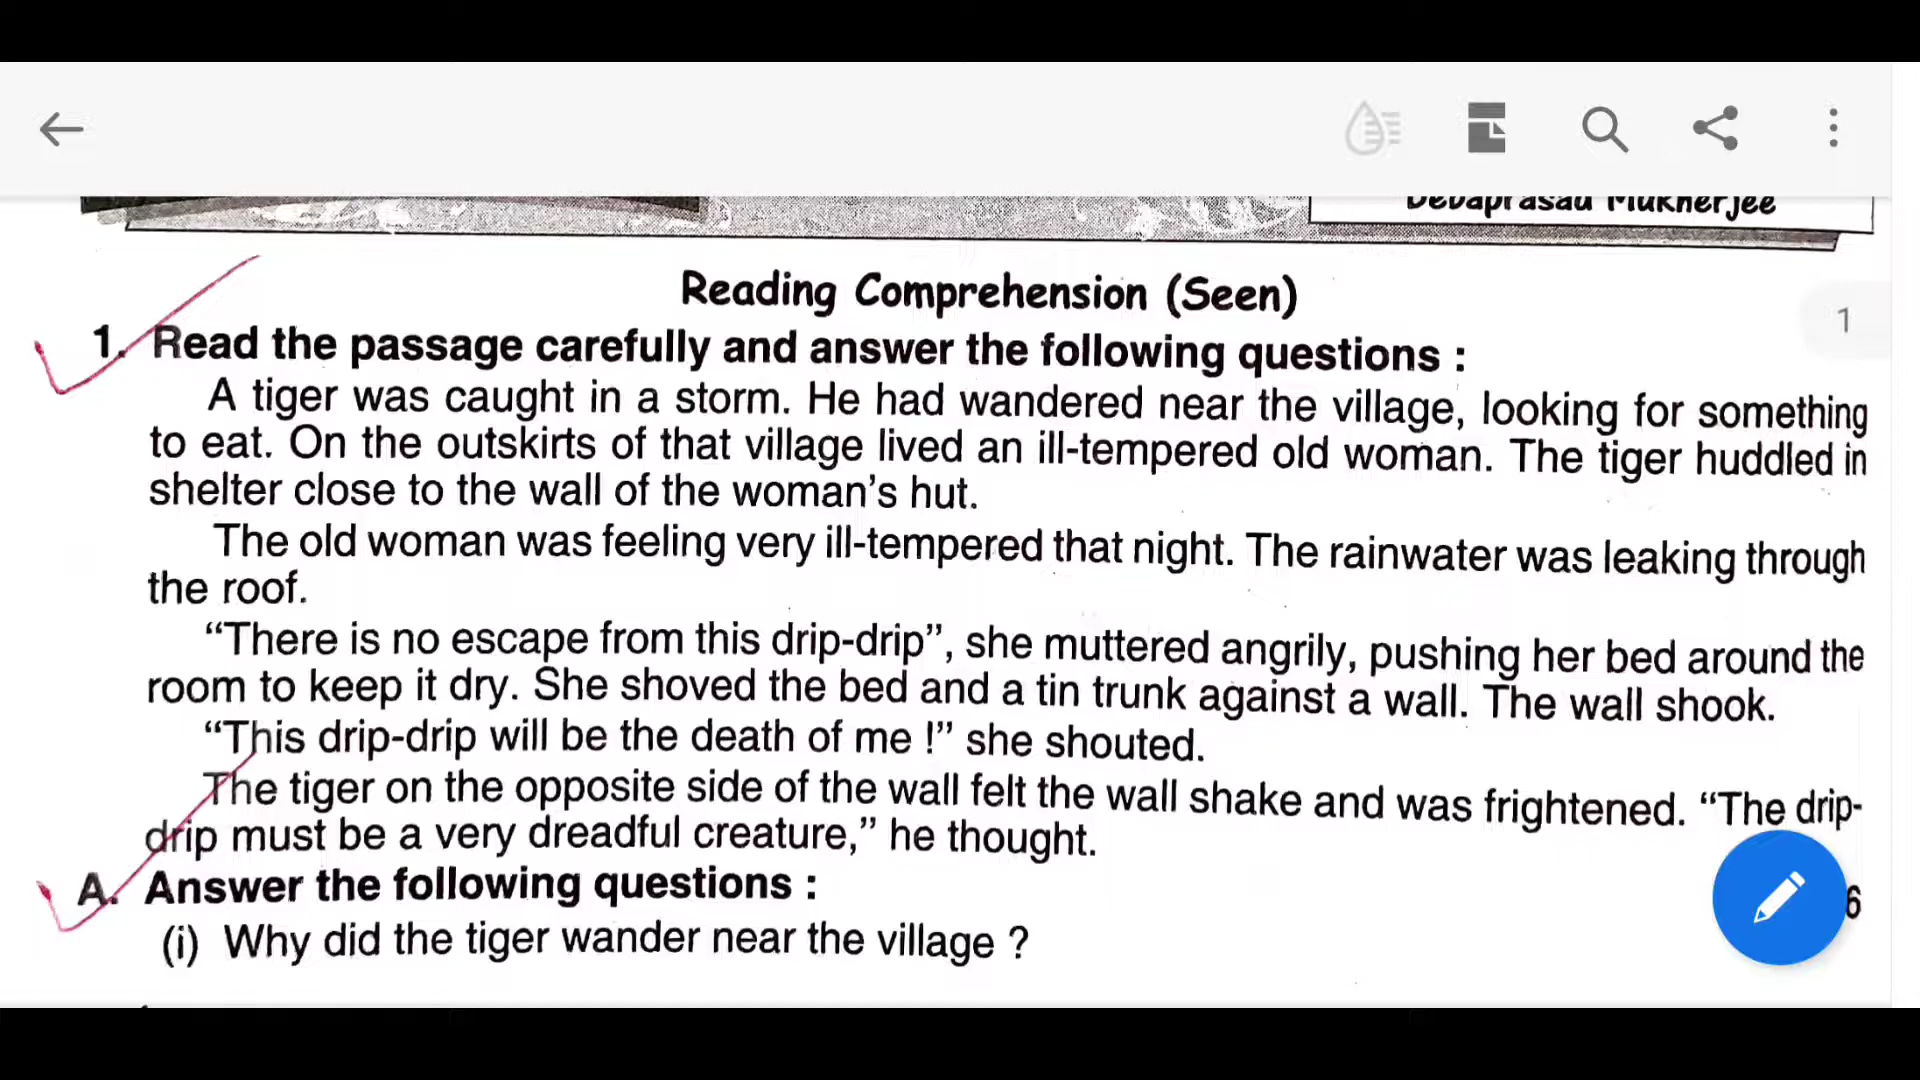 Debaprasad Mukherjee
Reading Comprehension (Seen)
1
1. Read the passage carefully and answer the following questions :
A tiger was caught in a storm. He had wandered near the village, looking for something
to eat. On the outskirts of that village lived an ill-tempered old woman. The tiger huddled in
shelter close to the wall of the woman's hut.
The old woman was feeling very ill-tempered that night. The rainwater was leaking through
the roof.
“There is no escape from this drip-drip”, she muttered angrily, pushing her bed around the
room to keep it dry. She shoved the bed and a tin trunk against a wall. The wall shook.
“This drip-drip will be the death of me !” she shouted.
The tiger on the opposite side of the wall felt the wall shake and was frightened. “The drip-
drip must be a very dreadful creature,” he thought.
A. Answer the following questions : 6
(i) Why did the tiger wander near the village ?